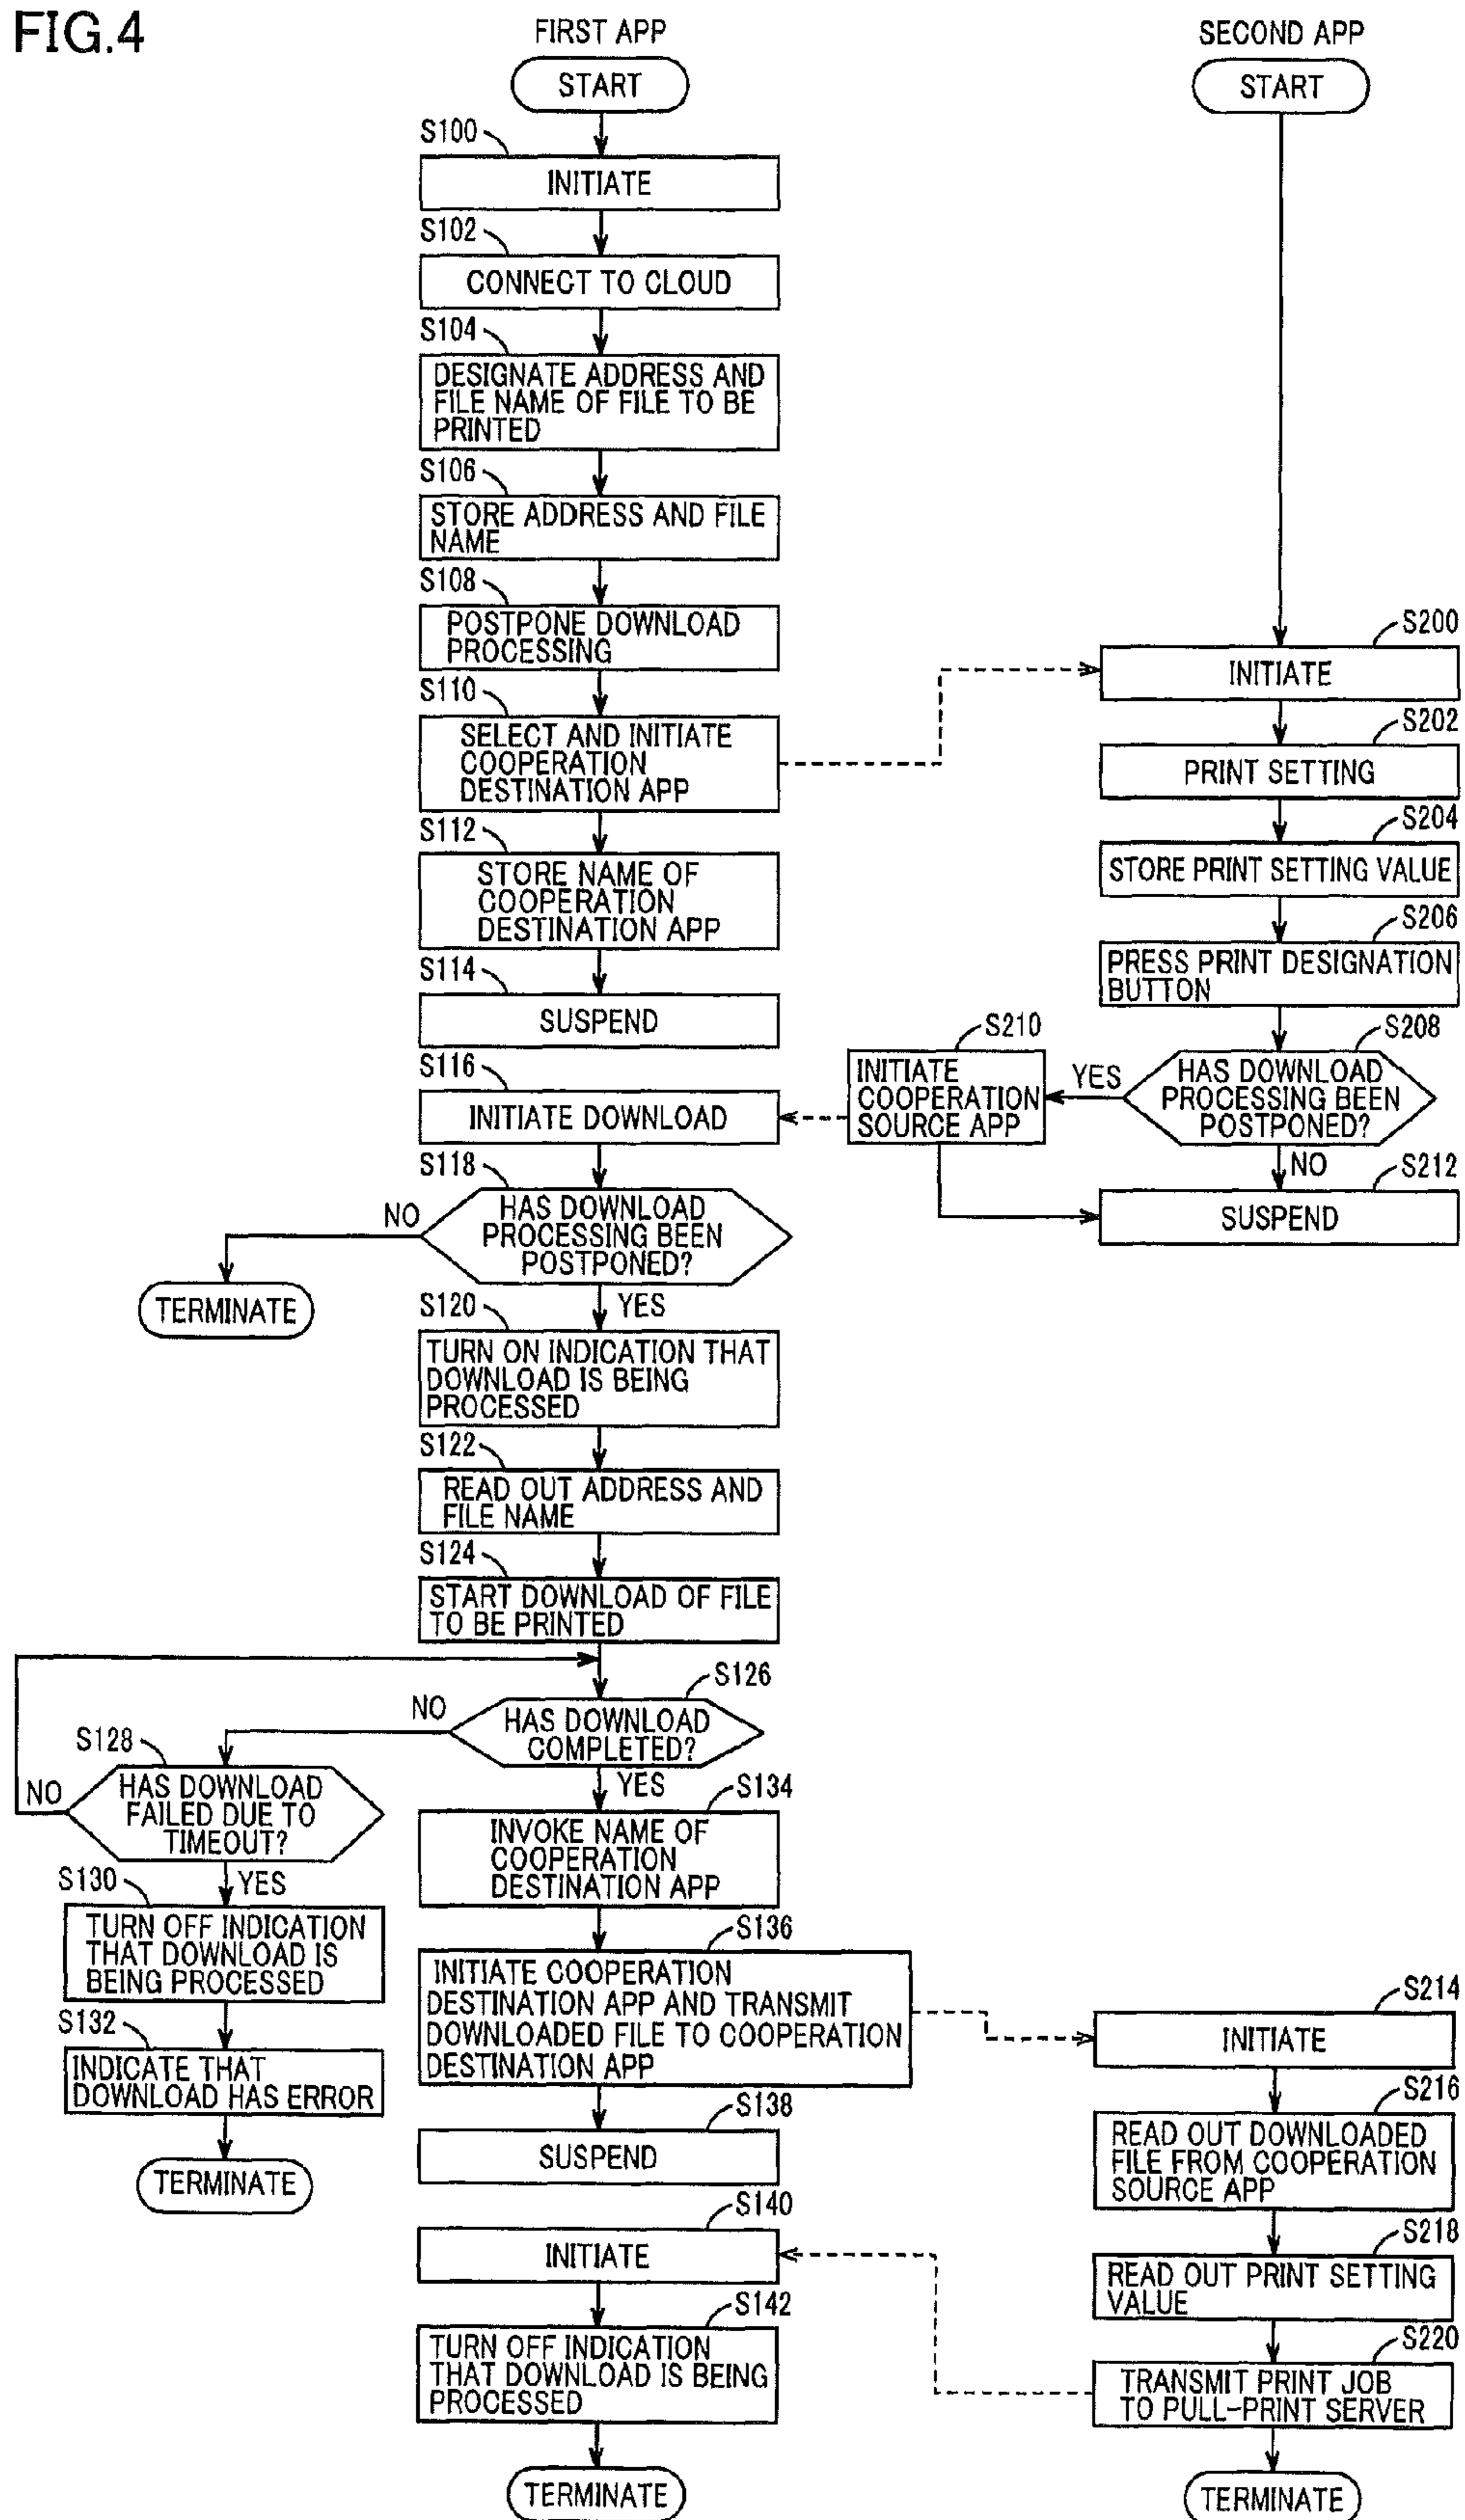 FIG.4
FIRST APP
START
S100
INITIATE
S102
CONNECT TO CLOUD
S104
DESIGNATE ADDRESS AND
FILE NAME OF FILE TO BE
PRINTED
S106
STORE ADDRESS AND FILE
NAME
S108
POSTPONE DOWNLOAD
PROCESSING
S110
SELECT AND INITIATE
COOPERATION
DESTINATION APP
S112
STORE NAME OF
COOPERATION
DESTINATION APP
S114
SUSPEND
S116
INITIATE DOWNLOAD
S118
HAS DOWNLOAD
PROCESSING BEEN
POSTPONED?
NO
TERMINATE
YES
S120
TURN ON INDICATION THAT
DOWNLOAD IS BEING
PROCESSED
S122
READ OUT ADDRESS AND
FILE NAME
S124
START DOWNLOAD OF FILE
TO BE PRINTED
S126
HAS DOWNLOAD
COMPLETED?
NO
S128
HAS DOWNLOAD
FAILED DUE TO
TIMEOUT?
NO
YES
S130
TURN OFF INDICATION
THAT DOWNLOAD IS
BEING PROCESSED
S132
INDICATE THAT
DOWNLOAD HAS ERROR
TERMINATE
YES
S134
INVOKE NAME OF
COOPERATION
DESTINATION APP
S136
INITIATE COOPERATION
DESTINATION APP AND TRANSMIT
DOWNLOADED FILE TO COOPERATION
DESTINATION APP
S138
SUSPEND
S140
INITIATE
S142
TURN OFF INDICATION
THAT DOWNLOAD IS BEING
PROCESSED
TERMINATE
SECOND APP
START
S200
INITIATE
S202
PRINT SETTING
S204
STORE PRINT SETTING VALUE
S206
PRESS PRINT DESIGNATION
BUTTON
S208
HAS DOWNLOAD
PROCESSING BEEN
POSTPONED?
YES
S210
INITIATE
COOPERATION
SOURCE APP
NO
S212
SUSPEND
S214
INITIATE
S216
READ OUT DOWNLOADED
FILE FROM COOPERATION
SOURCE APP
S218
READ OUT PRINT SETTING
VALUE
S220
TRANSMIT PRINT JOB
TO PULL-PRINT SERVER
TERMINATE